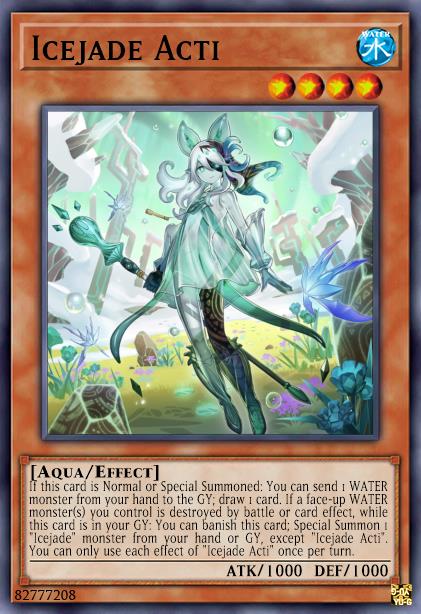 Icejade Acti
WATER
水
[Aqua/Effect]
If this card is Normal or Special Summoned: You can send 1 WATER
monster from your hand to the GY; draw 1 card. If a face-up WATER
monster(s) you control is destroyed by battle or card effect, while
this card is in your GY: You can banish this card; Special Summon 1
"Icejade" monster from your hand or GY, except "Icejade Acti".
You can only use each effect of "Icejade Acti" once per turn.
ATK/1000 DEF/1000
82777208